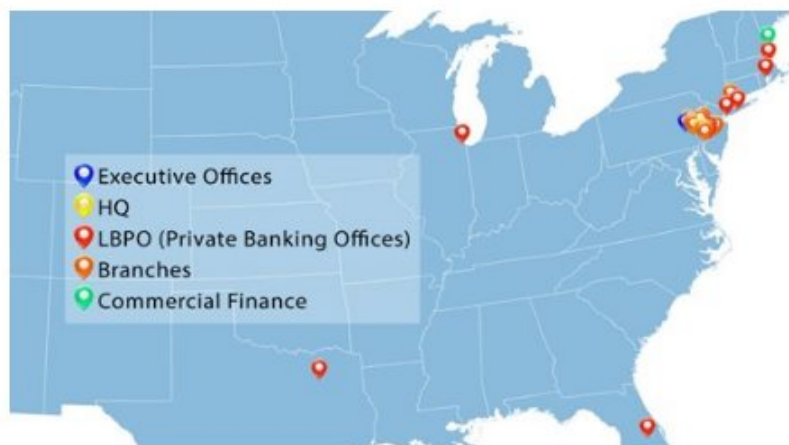 Executive Offices
HQ
LBPO (Private Banking Offices)
Branches
Commercial Finance